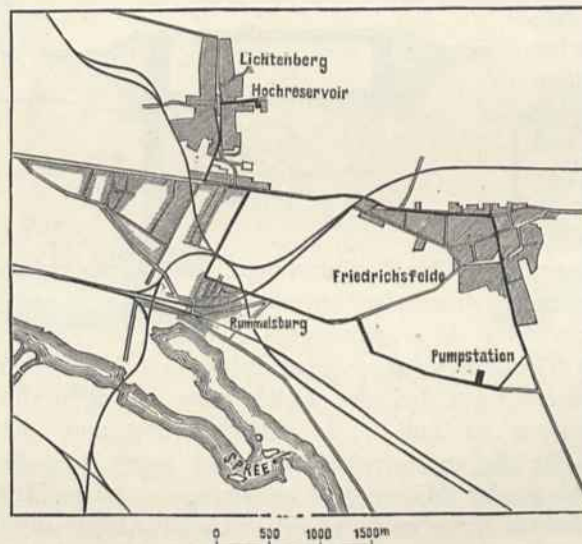 Lichtenberg
Hochreservoir
Friedrichsfelde
Rummelsburg
Pumpstation
SPREE
0 500 1000 1500m